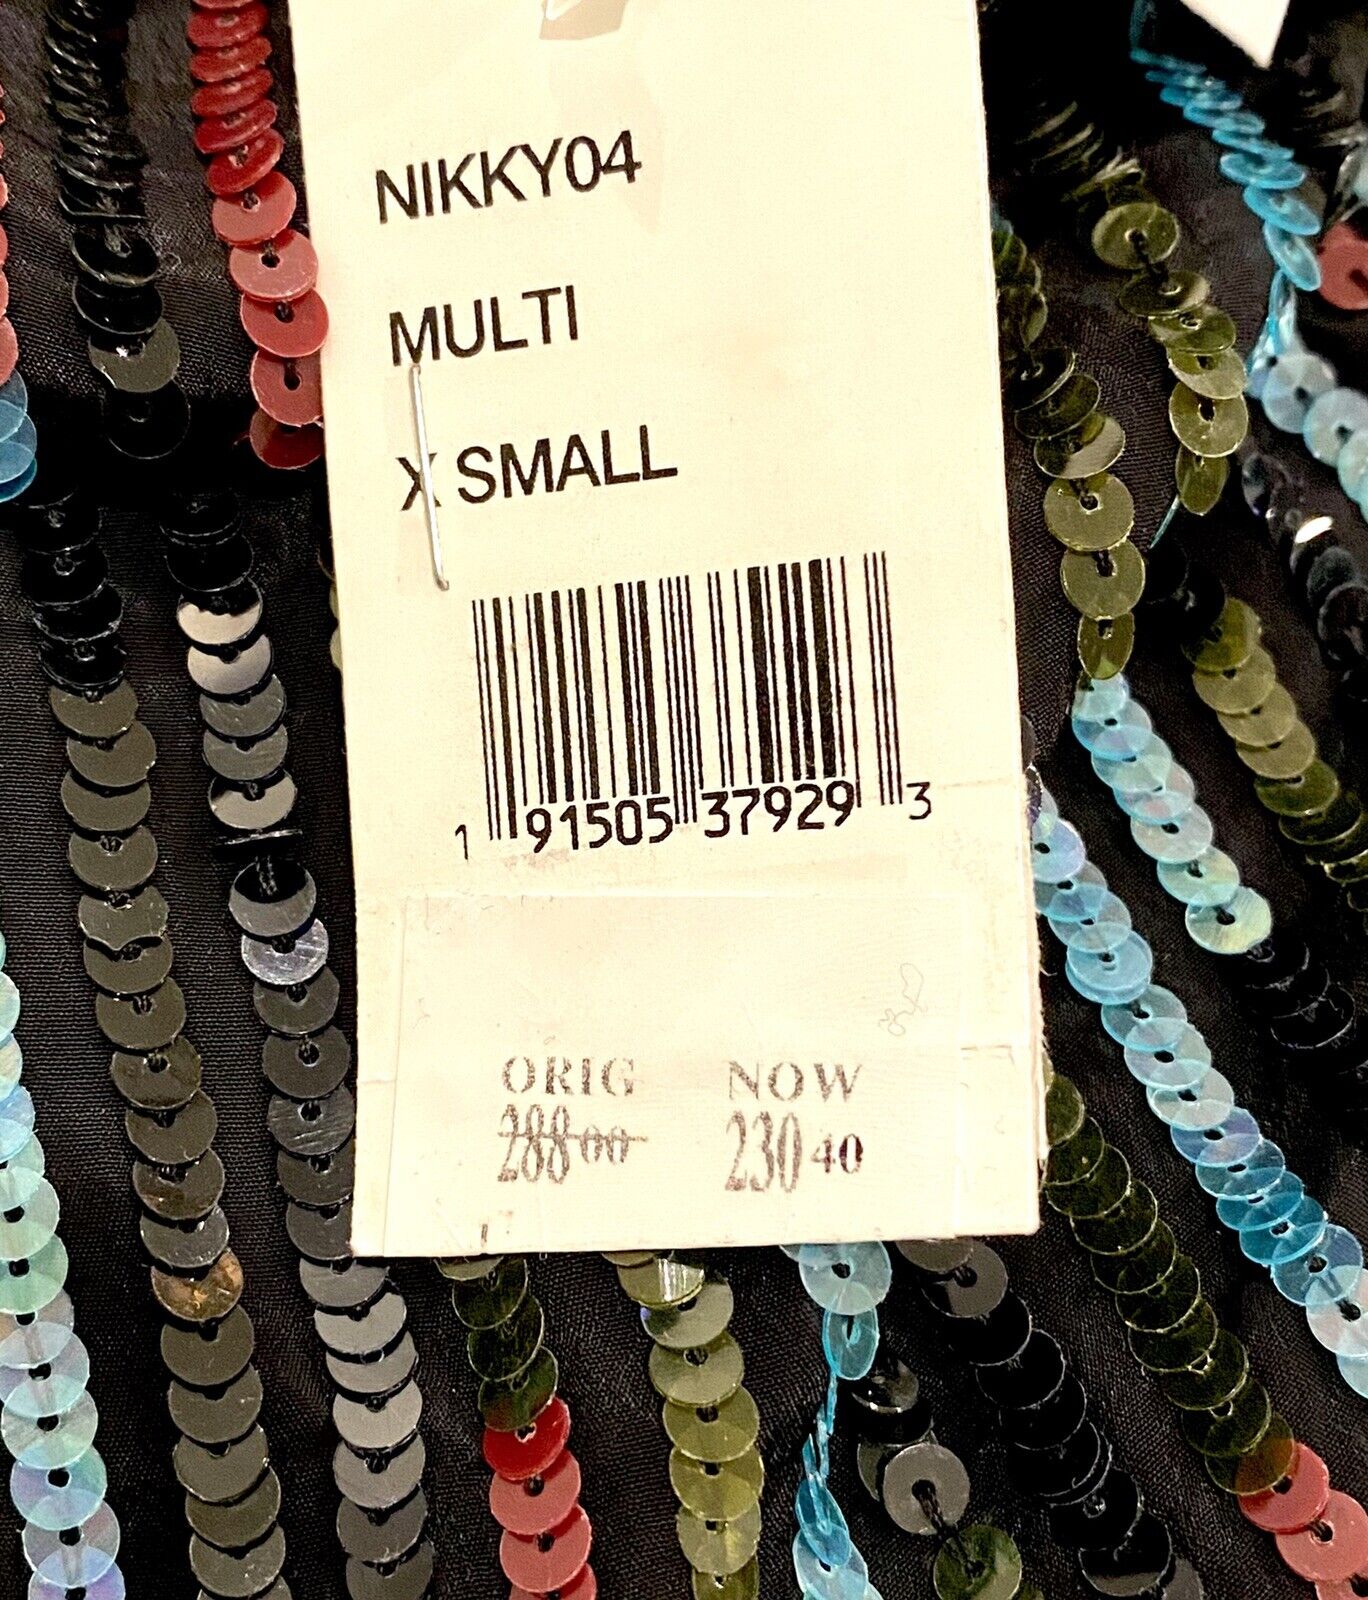 NIKKY04
MULTI
X SMALL
1 91505 37929 3
ORIG NOW
288 00 230 40